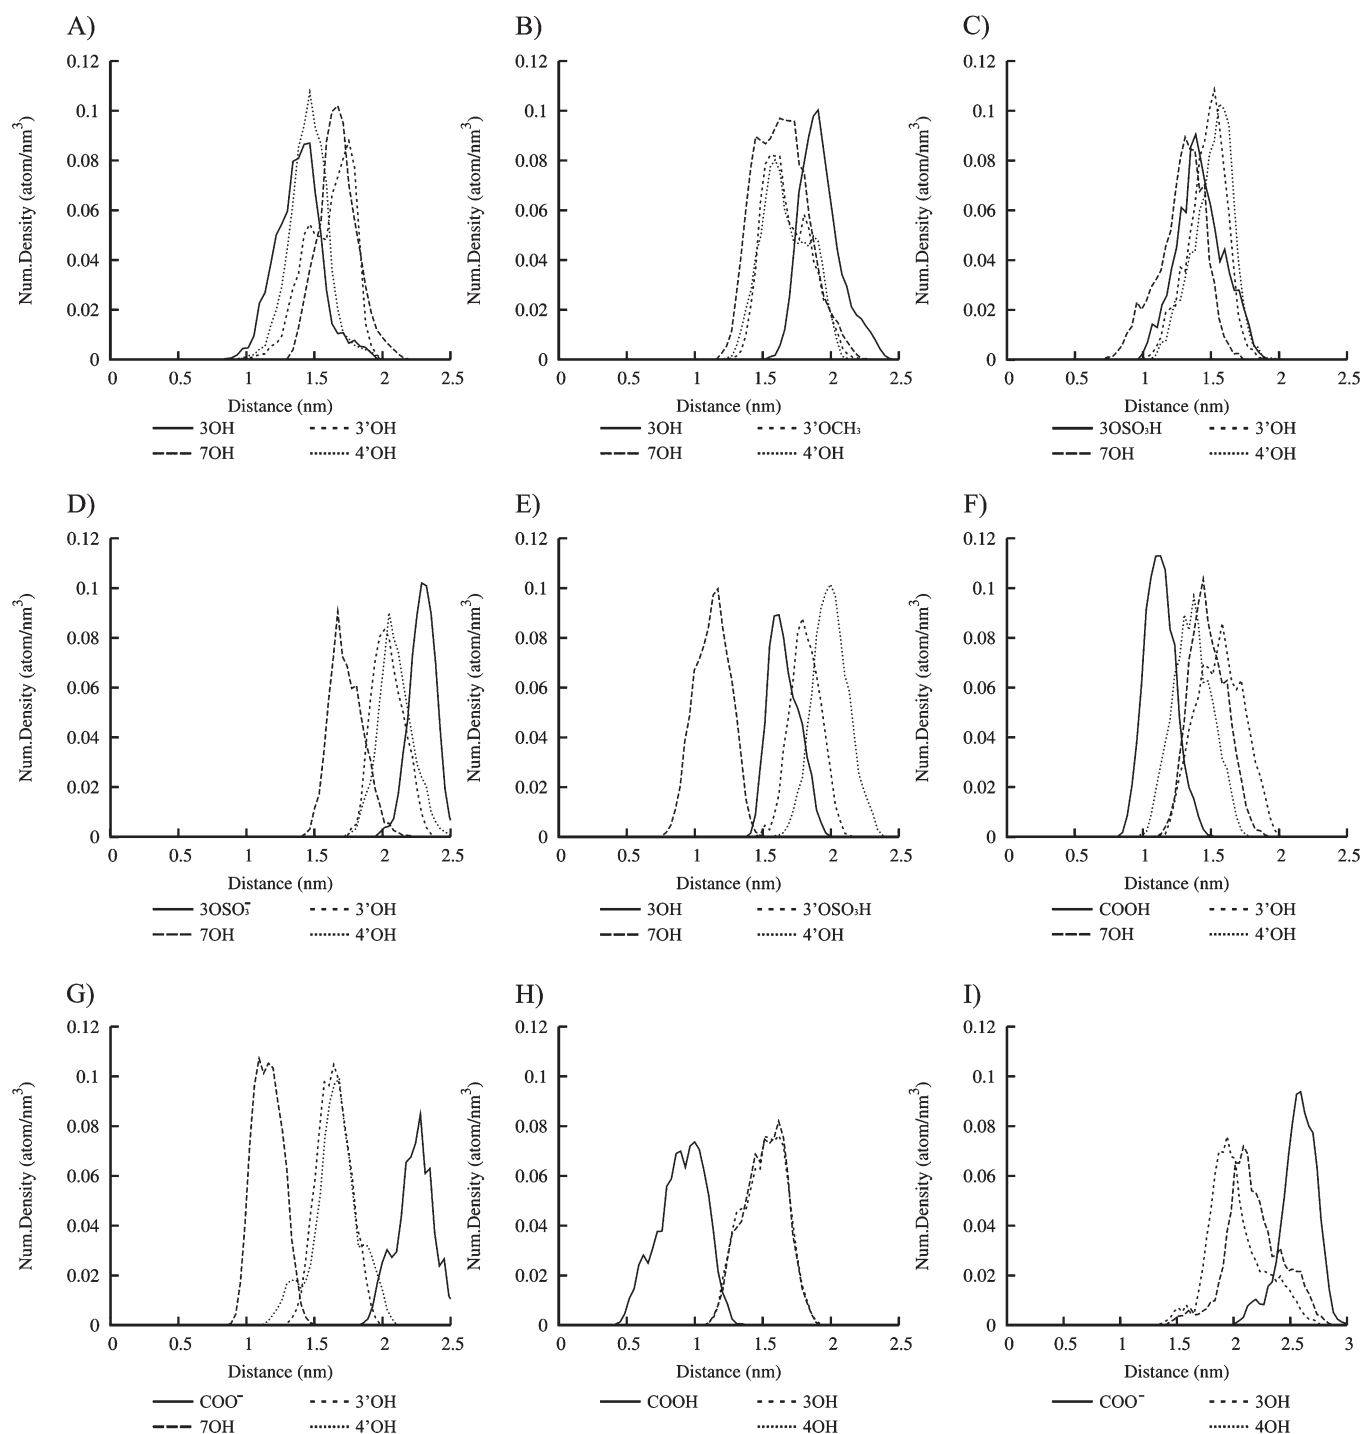 A) B) C)
0.12 0.12 0.12
0.1 0.1 0.1
0.08 0.08 0.08
0.06 0.06 0.06
0.04 0.04 0.04
0.02 0.02 0.02
0 0 0
Num.Density (atom/nm³) Num.Density (atom/nm³) Num.Density (atom/nm³)
0 0.5 1 1.5 2 2.5 0 0.5 1 1.5 2 2.5 0 0.5 1 1.5 2 2.5
Distance (nm) Distance (nm) Distance (nm)
3OH 3’OH 3OH 3’OCH₃ 3OSO₃H 3’OH
7OH 4’OH 7OH 4’OH 7OH 4’OH
D) E) F)
0.12 0.12 0.12
0.1 0.1 0.1
0.08 0.08 0.08
0.06 0.06 0.06
0.04 0.04 0.04
0.02 0.02 0.02
0 0 0
Num.Density (atom/nm³) Num.Density (atom/nm³) Num.Density (atom/nm³)
0 0.5 1 1.5 2 2.5 0 0.5 1 1.5 2 2.5 0 0.5 1 1.5 2 2.5
Distance (nm) Distance (nm) Distance (nm)
3OSO₃⁻ 3’OH 3OH 3’OSO₃H COOH 3’OH
7OH 4’OH 7OH 4’OH 7OH 4’OH
G) H) I)
0.12 0.12 0.12
0.1 0.1 0.1
0.08 0.08 0.08
0.06 0.06 0.06
0.04 0.04 0.04
0.02 0.02 0.02
0 0 0
Num.Density (atom/nm³) Num.Density (atom/nm³) Num.Density (atom/nm³)
0 0.5 1 1.5 2 2.5 0 0.5 1 1.5 2 2.5 0 0.5 1 1.5 2 2.5 3
Distance (nm) Distance (nm) Distance (nm)
COO⁻ 3’OH COOH 3OH COO⁻ 3OH
7OH 4’OH 4OH 4OH